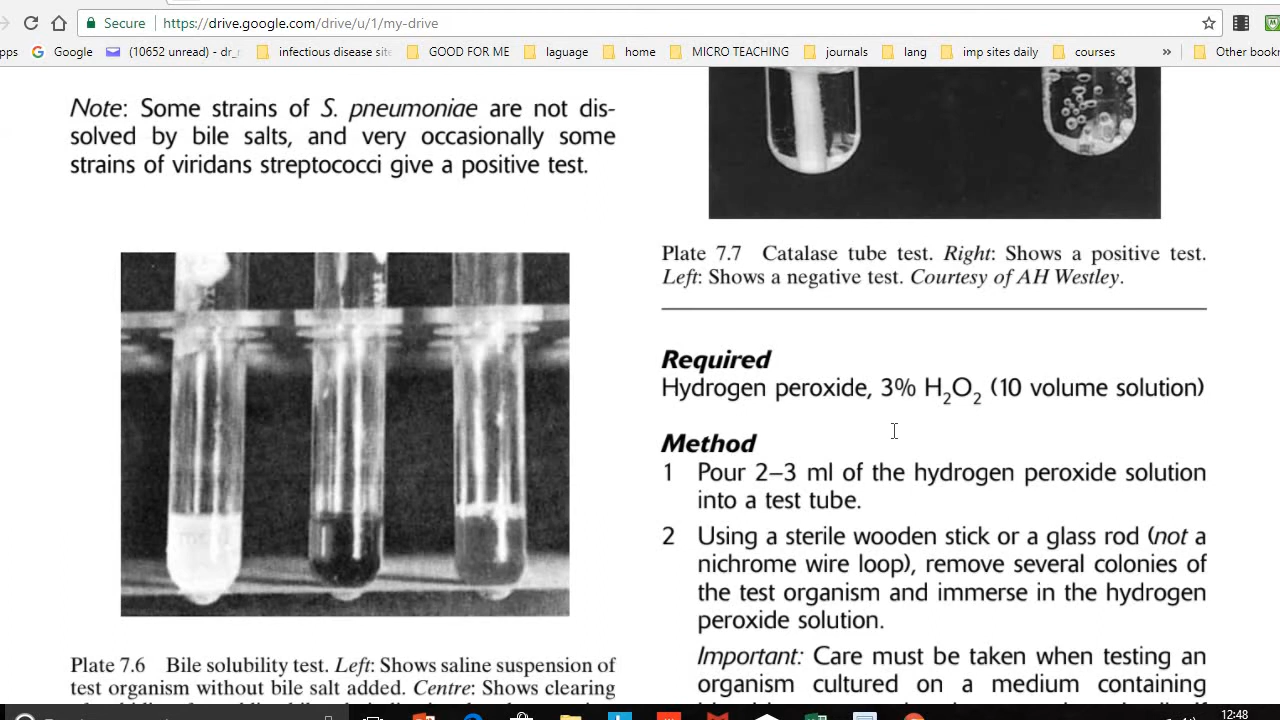 Secure
https://drive.google.com/drive/u/1/my-drive
Google
(10652 unread) - dr_
infectious disease site
GOOD FOR ME
laguage
home
MICRO TEACHING
journals
lang
imp sites daily
courses
»
Other book
Note: Some strains of S. pneumoniae are not dis-
solved by bile salts, and very occasionally some
strains of viridans streptococci give a positive test.
Plate 7.6 Bile solubility test. Left: Shows saline suspension of
test organism without bile salt added. Centre: Shows clearing
Plate 7.7 Catalase tube test. Right: Shows a positive test.
Left: Shows a negative test. Courtesy of AH Westley.
Required
Hydrogen peroxide, 3% H₂O₂ (10 volume solution)
Method
1 Pour 2–3 ml of the hydrogen peroxide solution
into a test tube.
2 Using a sterile wooden stick or a glass rod (not a
nichrome wire loop), remove several colonies of
the test organism and immerse in the hydrogen
peroxide solution.
Important: Care must be taken when testing an
organism cultured on a medium containing
12:48